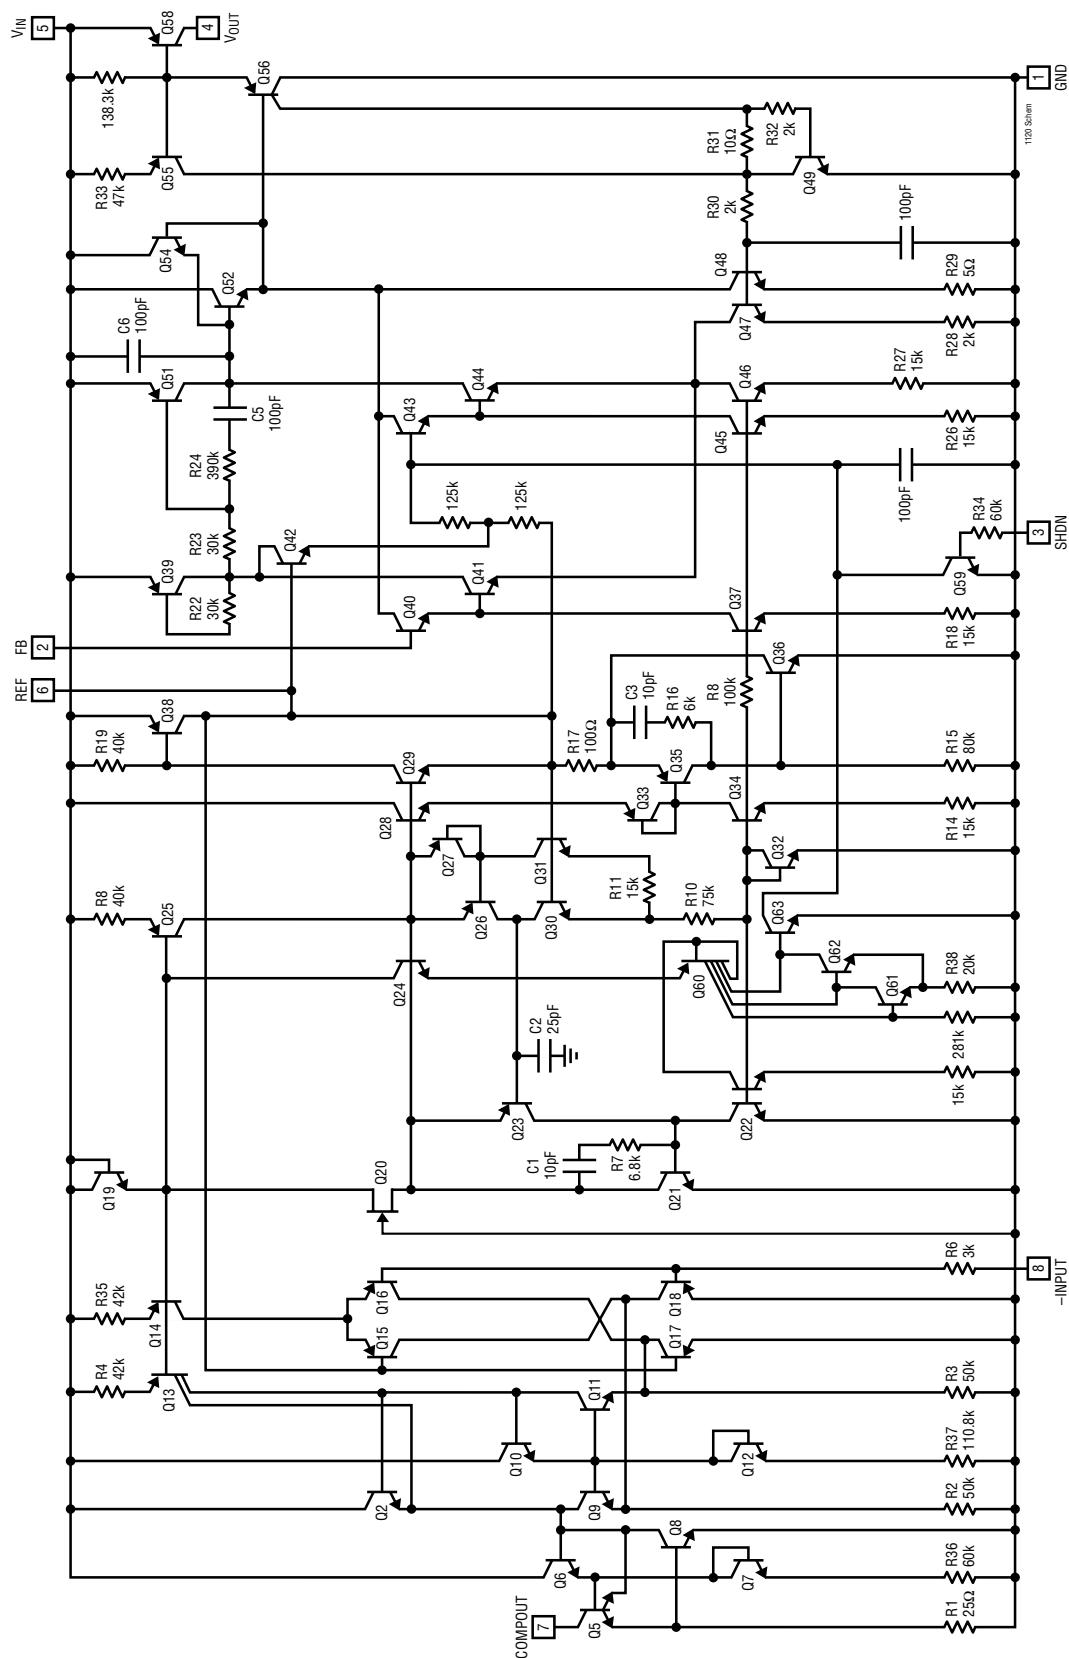 REF
6
FB
2
VIN
5
R4
42k
R35
42k
Q19
R8
40k
R19
40k
C6
100pF
R33
47k
138.3k
Q13
Q14
Q25
Q38
Q39
Q51
Q54
Q55
Q58
R22
30k
R23
30k
R24
390k
4
VOUT
C5
100pF
Q52
Q42
Q56
Q2
Q15
Q16
Q20
Q24
Q28
Q29
Q40
Q41
Q43
Q44
Q27
125k
125k
Q26
COMPOUT
7
Q10
Q23
C1
10pF
C2
25pF
Q30
Q31
R17
100Ω
Q6
Q5
Q9
Q11
R7
6.8k
R11
15k
Q33
C3
10pF
R16
6k
Q8
Q17
Q18
Q21
Q60
R10
75k
Q35
R8
100k
R30
2k
R31
10Ω
R32
2k
Q7
Q12
Q22
Q32
Q34
Q36
Q37
Q45
Q46
Q47
Q48
Q49
Q63
Q62
Q61
100pF
100pF
Q59
R1
25Ω
R36
60k
R2
50k
R37
110.8k
R3
50k
R6
3k
15k
281k
R38
20k
R14
15k
R15
80k
R18
15k
R34
60k
R26
15k
R27
15k
R28
2k
R29
5Ω
1120 Schem
8
–INPUT
3
SHDN
1
GND